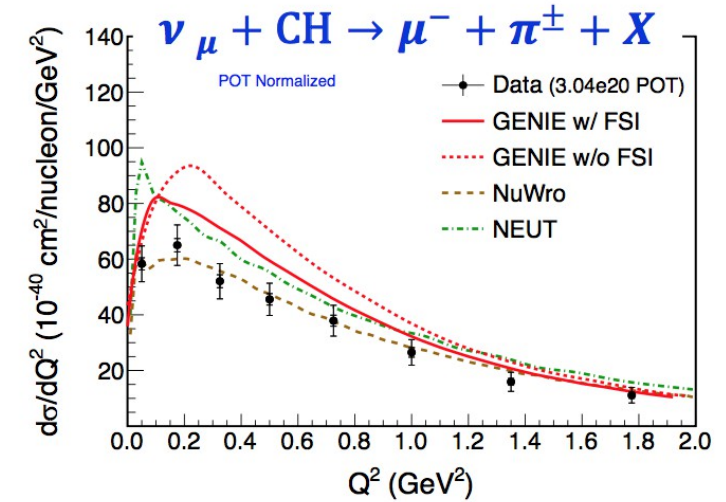 ν μ + CH → μ⁻ + π± + X
POT Normalized
Data (3.04e20 POT)
GENIE w/ FSI
GENIE w/o FSI
NuWro
NEUT
dσ/dQ² (10⁻⁴⁰ cm²/nucleon/GeV²)
140
120
100
80
60
40
20
0.0 0.2 0.4 0.6 0.8 1.0 1.2 1.4 1.6 1.8 2.0
Q² (GeV²)